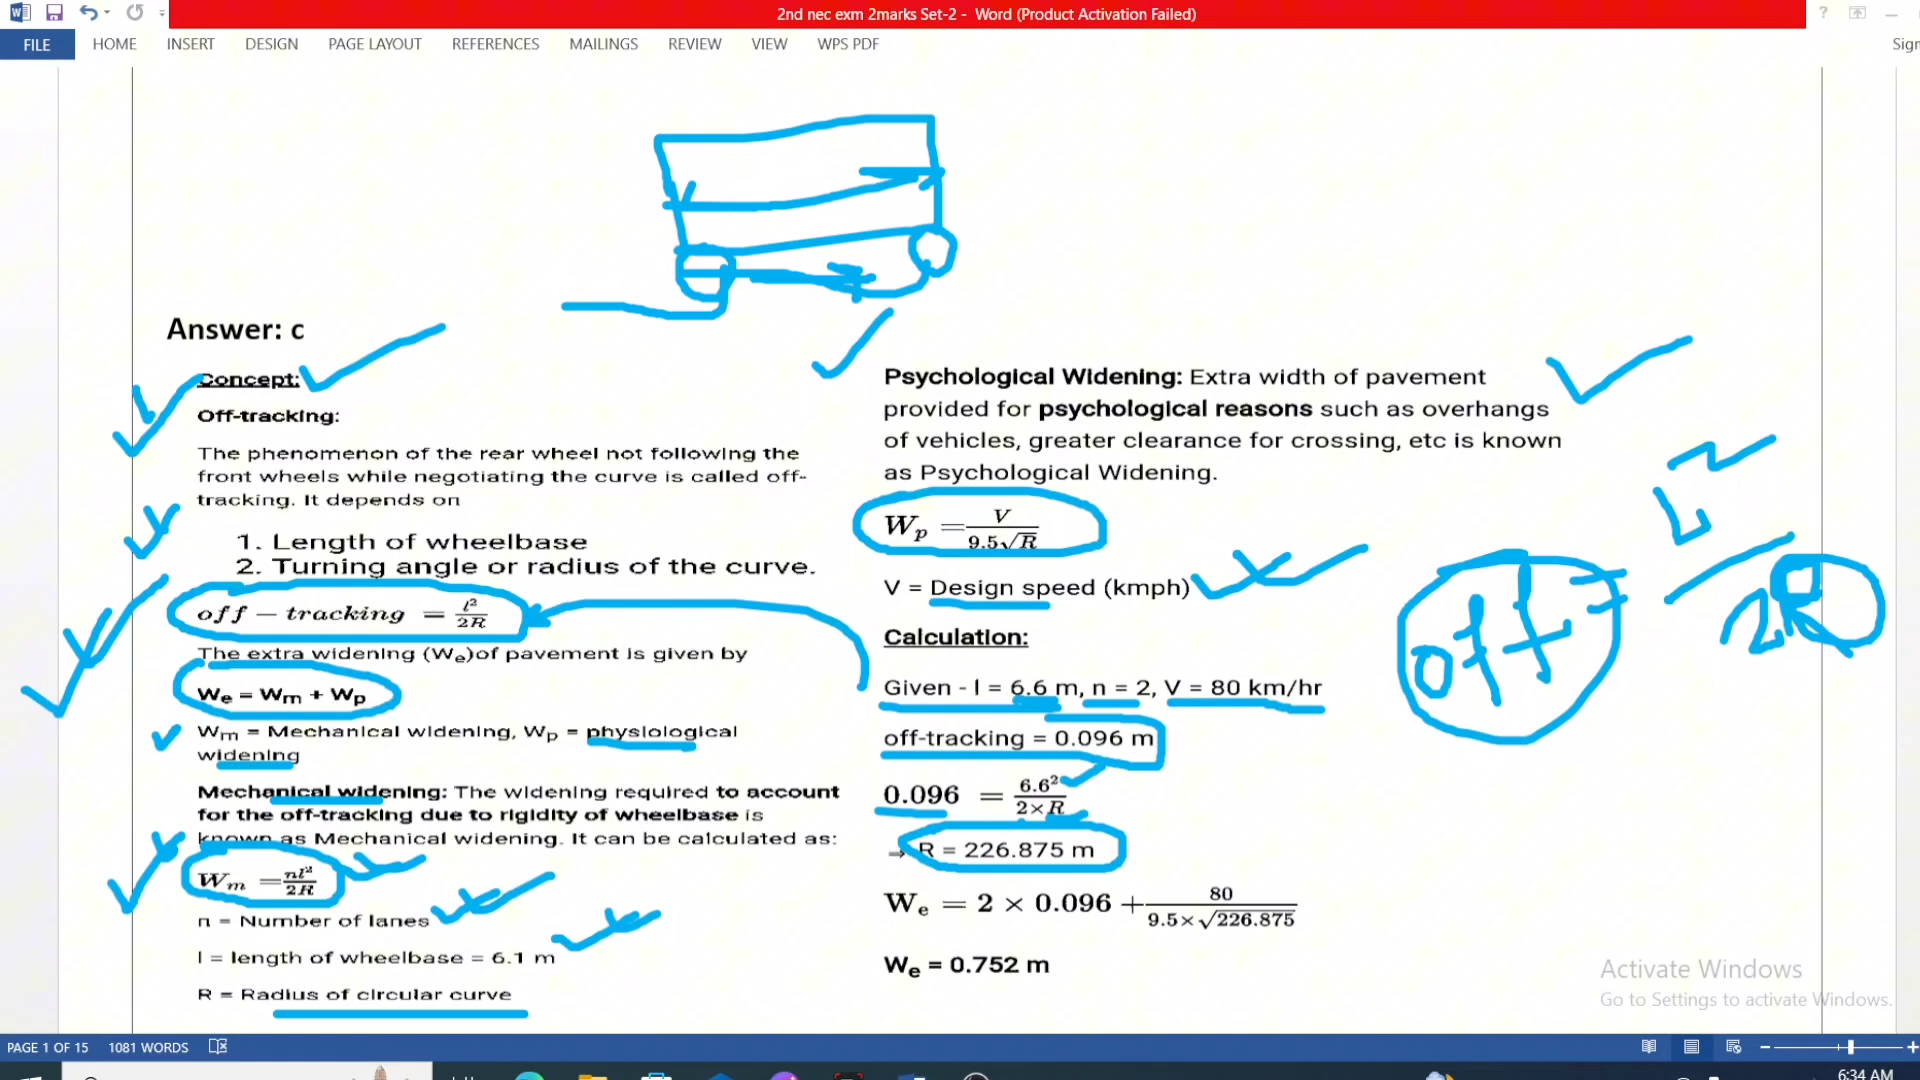 2nd nec exm 2marks Set-2 - Word (Product Activation Failed)
FILE HOME INSERT DESIGN PAGE LAYOUT REFERENCES MAILINGS REVIEW VIEW WPS PDF
Answer: c
Concept:
Off-tracking:
The phenomenon of the rear wheel not following the
front wheels while negotiating the curve is called off-
tracking. It depends on
1. Length of wheelbase
2. Turning angle or radius of the curve.
off − tracking = l²/2R
The extra widening (We)of pavement is given by
We = Wm + Wp
Wm = Mechanical widening, Wp = physiological
widening
Mechanical widening: The widening required to account
for the off-tracking due to rigidity of wheelbase is
known as Mechanical widening. It can be calculated as:
Wm = nl²/2R
n = Number of lanes
l = length of wheelbase = 6.1 m
R = Radius of circular curve
Psychological Widening: Extra width of pavement
provided for psychological reasons such as overhangs
of vehicles, greater clearance for crossing, etc is known
as Psychological Widening.
Wp = V/9.5√R
V = Design speed (kmph)
Calculation:
Given - l = 6.6 m, n = 2, V = 80 km/hr
off-tracking = 0.096 m
0.096 = 6.6²/2×R
⇒ R = 226.875 m
We = 2 × 0.096 + 80/9.5×√226.875
We = 0.752 m
off =
L²/2R
Activate Windows
Go to Settings to activate Windows.
PAGE 1 OF 15 1081 WORDS
6:34 AM